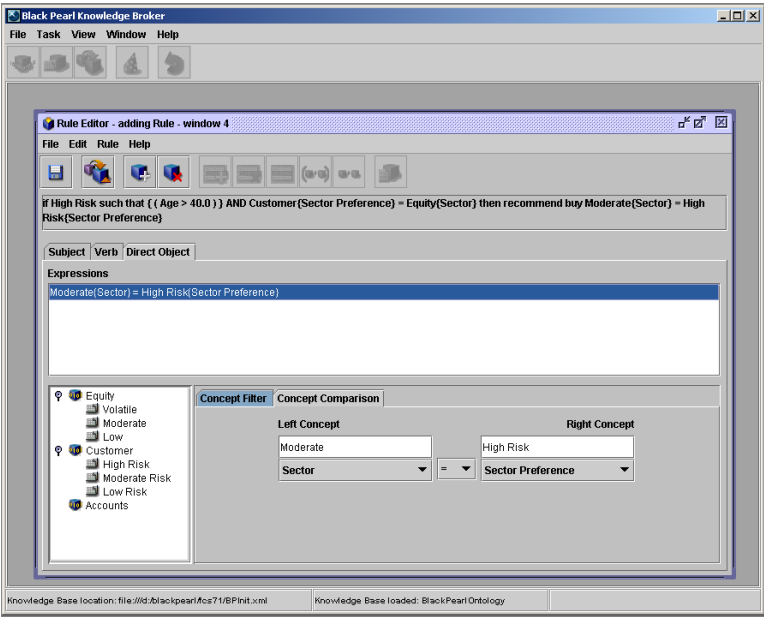 Black Pearl Knowledge Broker
File Task View Window Help
Rule Editor - adding Rule - window 4
File Edit Rule Help
if High Risk such that { ( Age > 40.0 ) } AND Customer{Sector Preference} = Equity{Sector} then recommend buy Moderate{Sector} = High
Risk{Sector Preference}
Subject Verb Direct Object
Expressions
Moderate{Sector} = High Risk{Sector Preference}
Equity
Volatile
Moderate
Low
Customer
High Risk
Moderate Risk
Low Risk
Accounts
Concept Filter Concept Comparison
Left Concept Right Concept
Moderate High Risk
Sector = Sector Preference
Knowledge Base location: file:///d:/blackpearl/fcs71/BPInit.xml Knowledge Base loaded: BlackPearlOntology